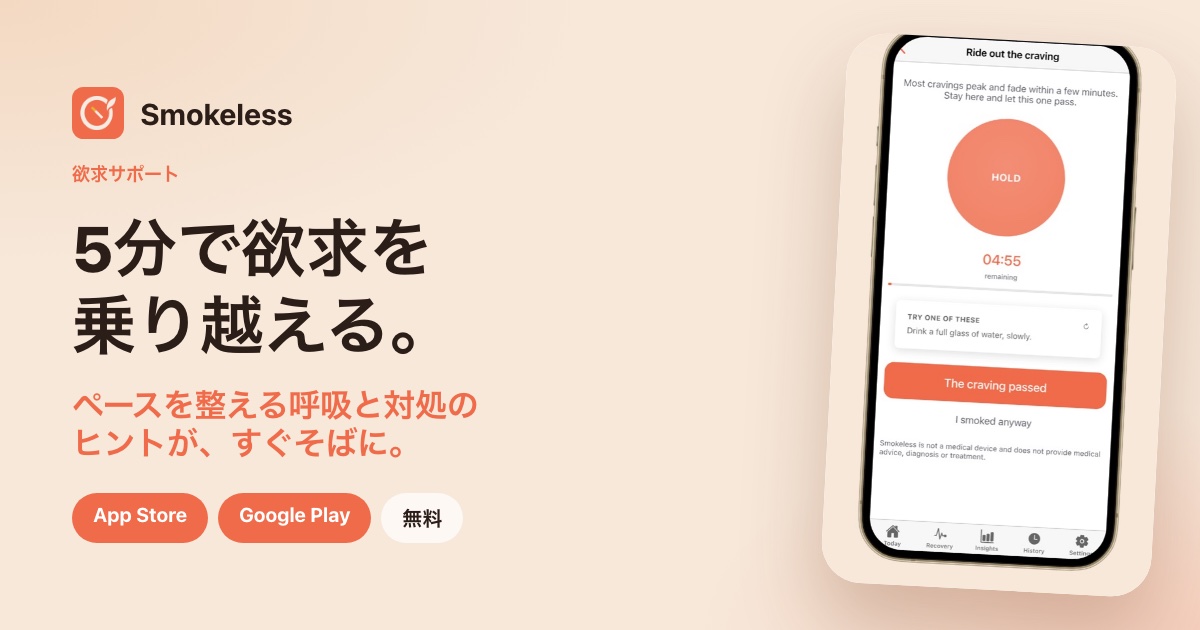 Smokeless
欲求サポート
5分で欲求を
乗り越える。
ペースを整える呼吸と対処の
ヒントが、すぐそばに。
App Store
Google Play
無料
Ride out the craving
Most cravings peak and fade within a few minutes.
Stay here and let this one pass.
HOLD
04:55
remaining
TRY ONE OF THESE
Drink a full glass of water, slowly.
The craving passed
I smoked anyway
Smokeless is not a medical device and does not provide medical
advice, diagnosis or treatment.
Today
Recovery
Insights
History
Settings